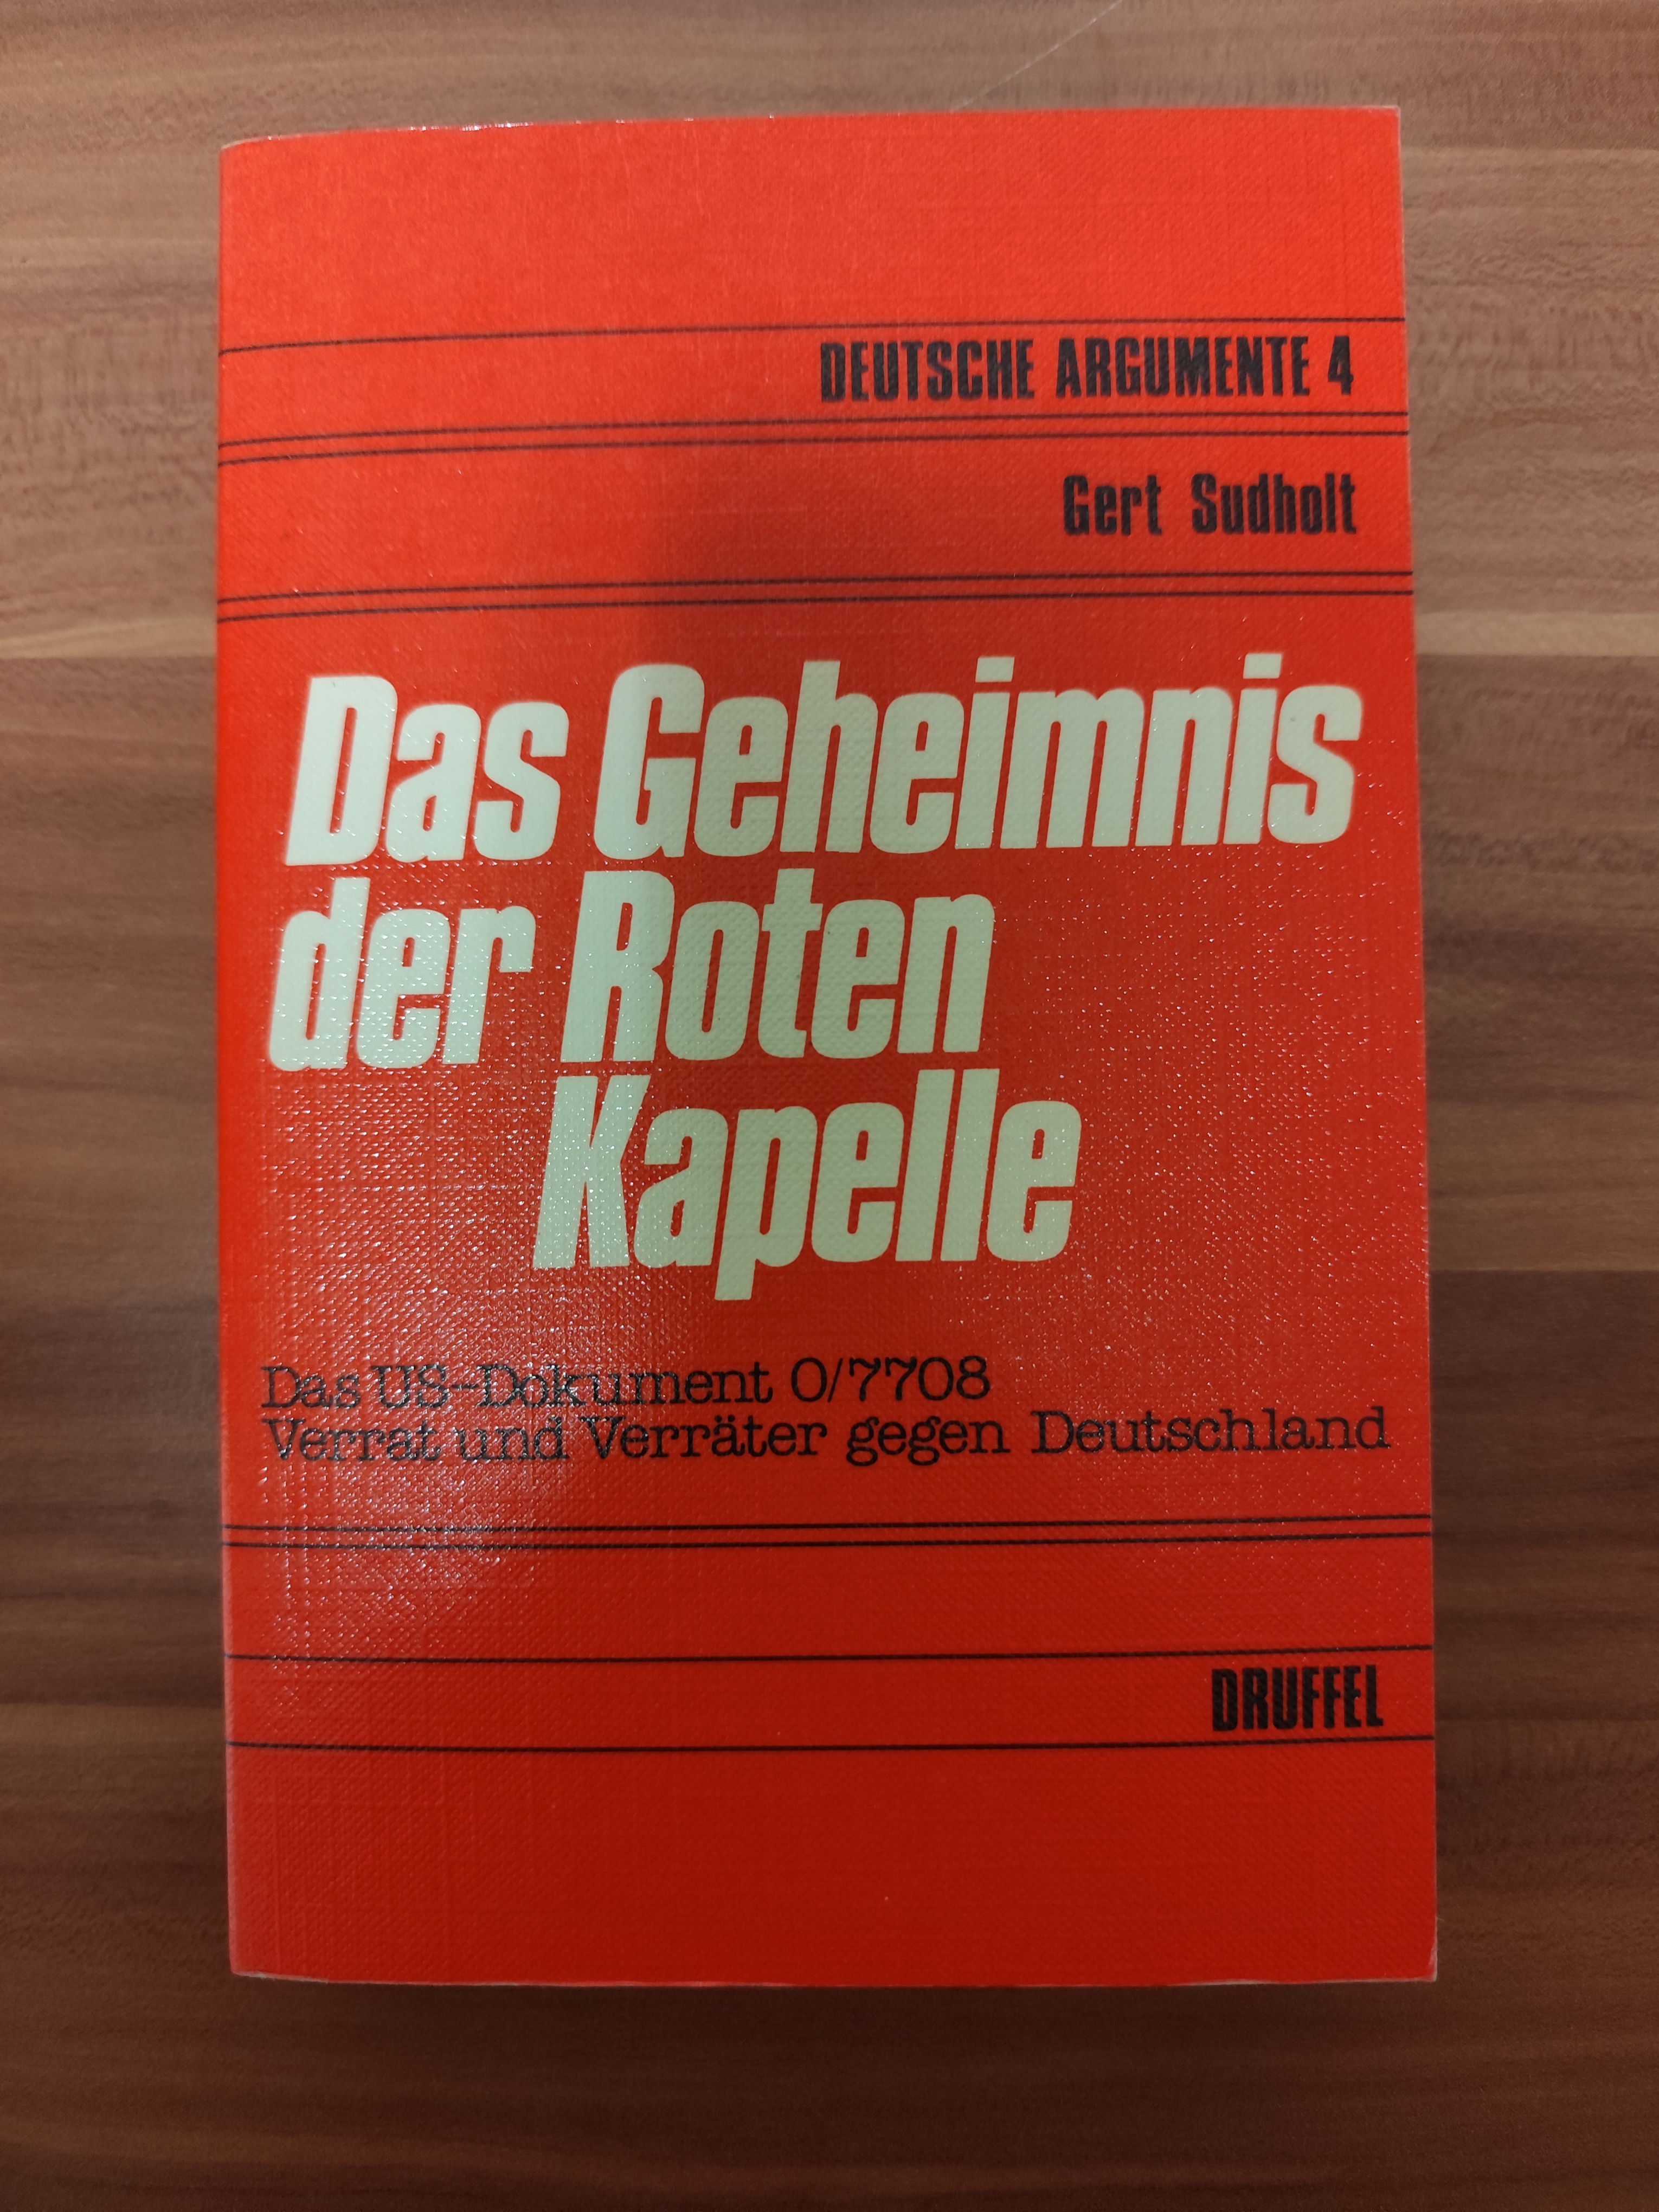 DEUTSCHE ARGUMENTE 4
Gert Sudholt
Das Geheimnis
der Roten
Kapelle
Das US-Dokument 0/7708
Verrat und Verräter gegen Deutschland
DRUFFEL